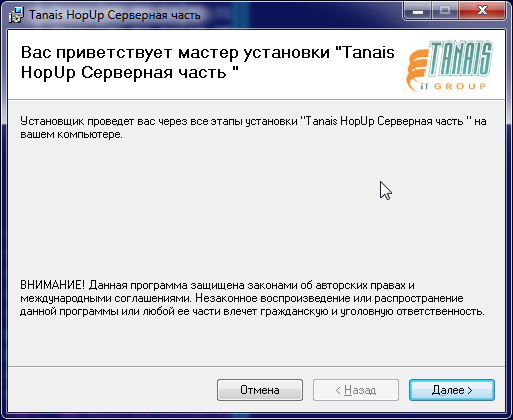 Tanais HopUp Серверная часть
Вас приветствует мастер установки "Tanais
HopUp Серверная часть "
TANAIS
iT GROUP
Установщик проведет вас через все этапы установки "Tanais HopUp Серверная часть " на
вашем компьютере.
ВНИМАНИЕ! Данная программа защищена законами об авторских правах и
международными соглашениями. Незаконное воспроизведение или распространение
данной программы или любой ее части влечет гражданскую и уголовную ответственность.
Отмена
< Назад
Далее >